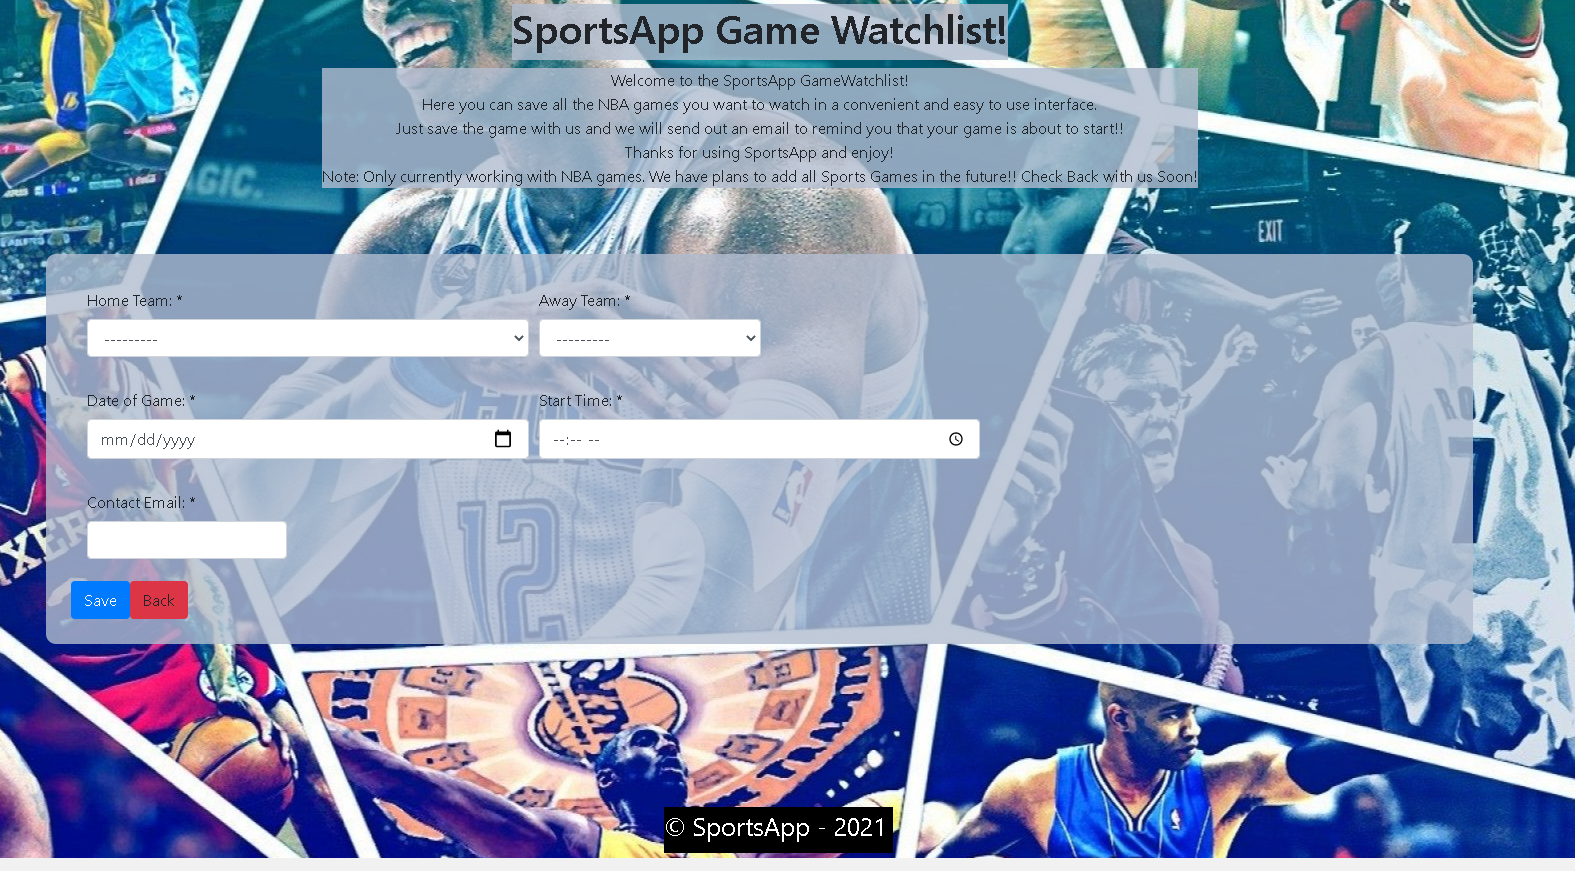 SportsApp Game Watchlist!
Welcome to the SportsApp GameWatchlist!
Here you can save all the NBA games you want to watch in a convenient and easy to use interface.
Just save the game with us and we will send out an email to remind you that your game is about to start!!
Thanks for using SportsApp and enjoy!
Note: Only currently working with NBA games. We have plans to add all Sports Games in the future!! Check Back with us Soon!
AGIC.
EXIT
1
Home Team: * Away Team: *
--------- ---------
Date of Game: * Start Time: *
mm/dd/yyyy --:-- --
12
Contact Email: *
XERS
Save Back
© SportsApp - 2021